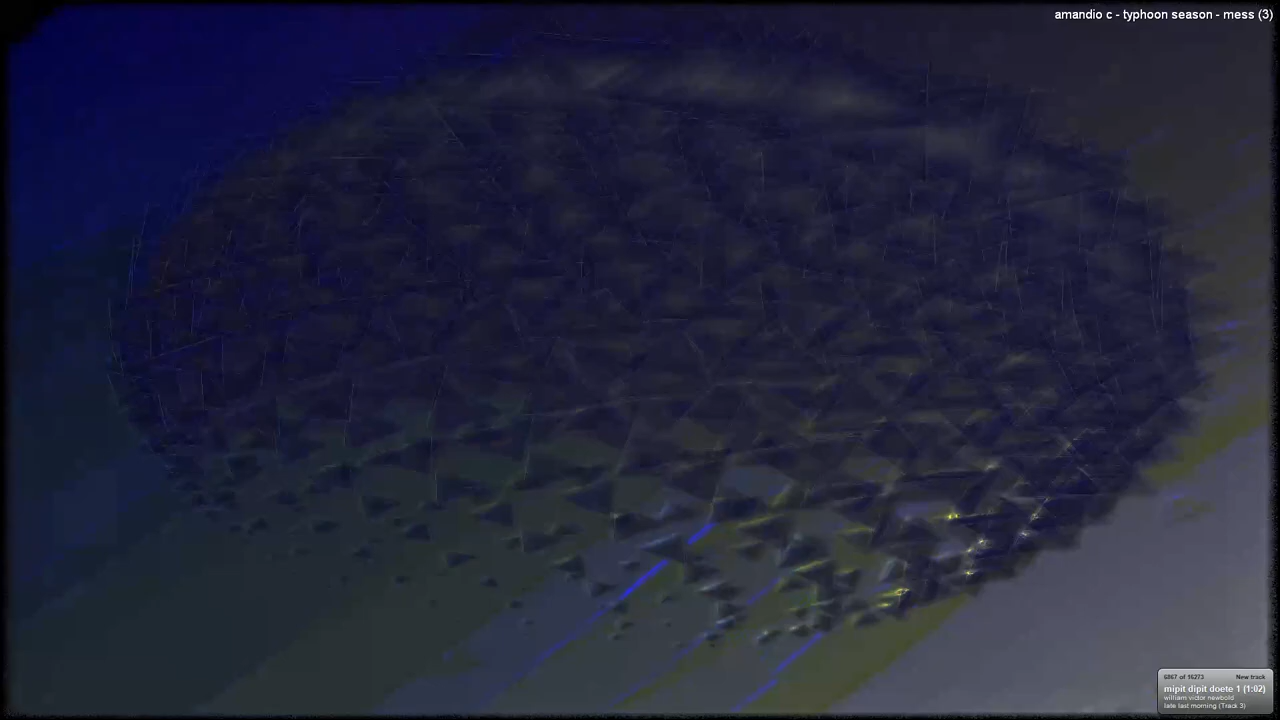 amandio c - typhoon season - mess (3)
6867 of 16273 New track
mipit dipit doete 1 (1:02)
william victor newbold
late last morning (Track 3)